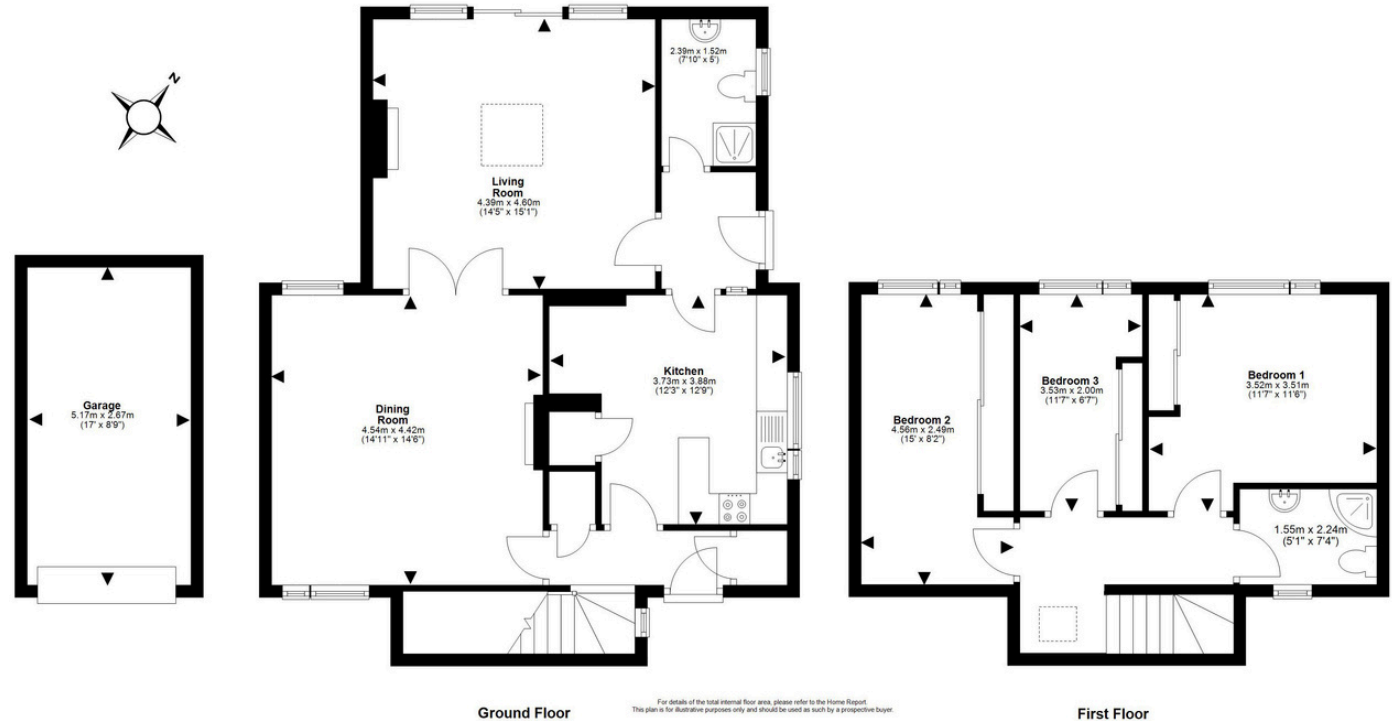 N
2.39m x 1.52m
(7'10" x 5')
Living
Room
4.39m x 4.60m
(14'5" x 15'1")
Garage
5.17m x 2.67m
(17' x 8'9")
Dining
Room
4.54m x 4.42m
(14'11" x 14'6")
Kitchen
3.73m x 3.88m
(12'3" x 12'9")
Bedroom 2
4.56m x 2.49m
(15' x 8'2")
Bedroom 3
3.53m x 2.00m
(11'7" x 6'7")
Bedroom 1
3.52m x 3.51m
(11'7" x 11'6")
1.55m x 2.24m
(5'1" x 7'4")
Ground Floor
For details of the total internal floor area, please refer to the Home Report.
This plan is for illustrative purposes only and should be used as such by a prospective buyer.
First Floor